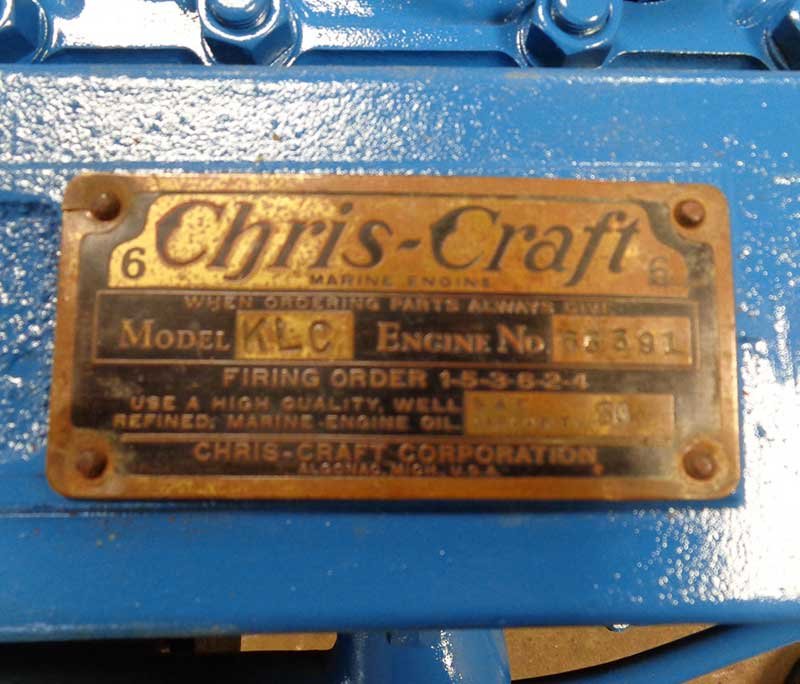 6 Chris-Craft 6
MARINE ENGINE
WHEN ORDERING PARTS ALWAYS GIVE
MODEL KLC ENGINE NO.
FIRING ORDER 1-5-3-6-2-4
USE A HIGH QUALITY, WELL S.A.E.
REFINED, MARINE ENGINE OIL 30
CHRIS-CRAFT CORPORATION
ALGONAC, MICH., U.S.A.